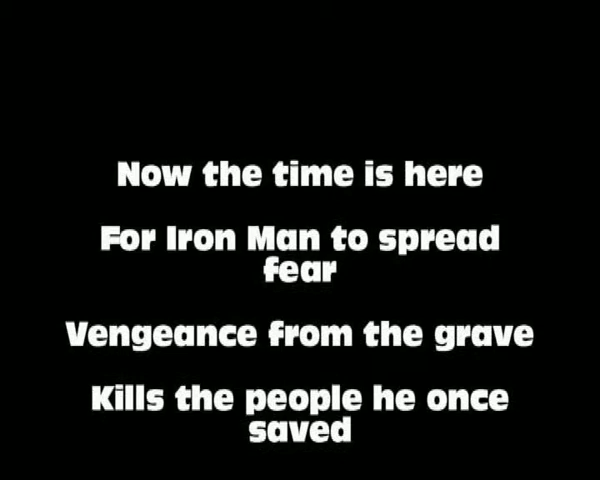 Now the time is here
For Iron Man to spread
fear
Vengeance from the grave
Kills the people he once
saved